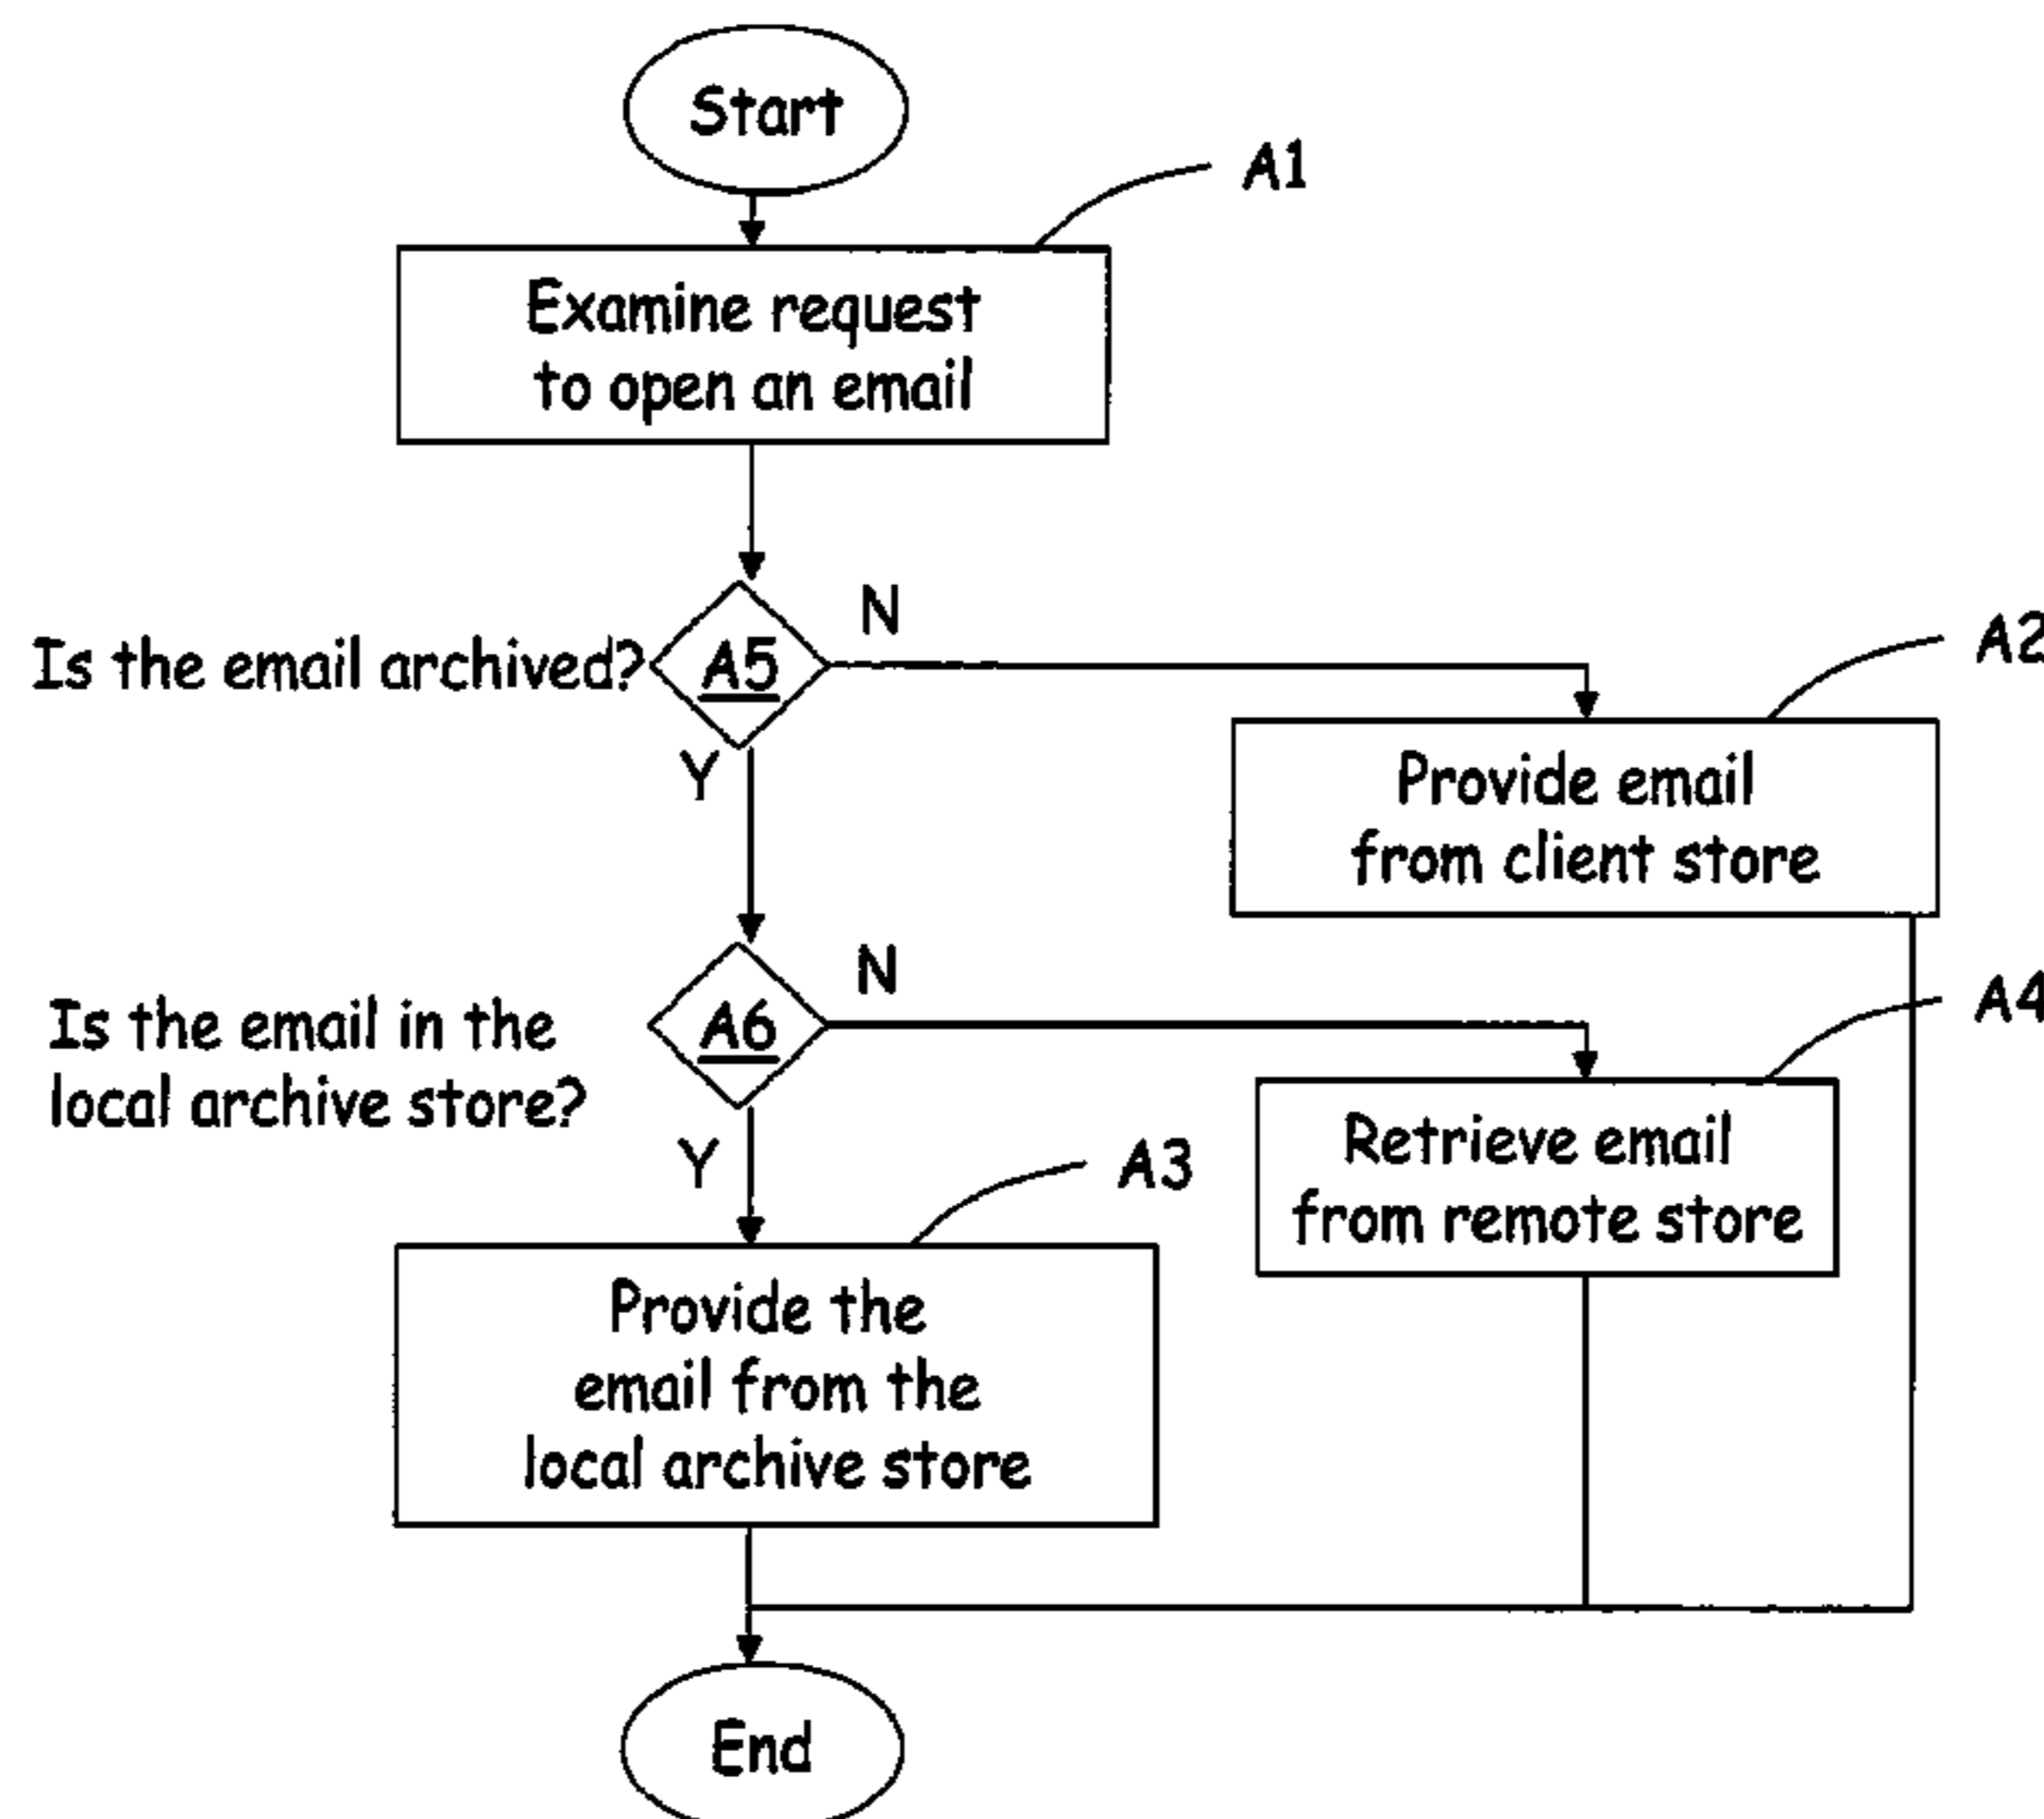 Start
A1
Examine request
to open an email
N
Is the email archived?
A5
A2
Y
Provide email
from client store
N
A4
Is the email in the
local archive store?
A6
Retrieve email
from remote store
Y
A3
Provide the
email from the
local archive store
End